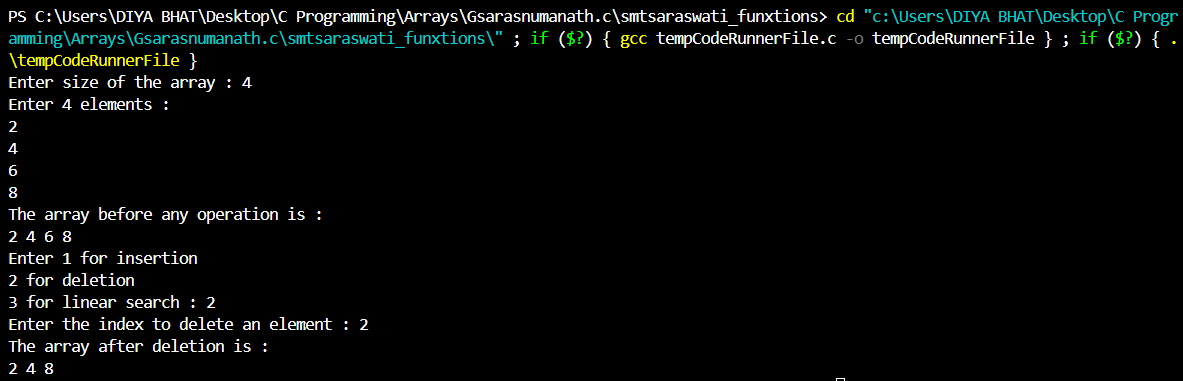 PS C:\Users\DIYA BHAT\Desktop\C Programming\Arrays\Gsarasnumanath.c\smtsaraswati_funxtions> cd "c:\Users\DIYA BHAT\Desktop\C Progr
amming\Arrays\Gsarasnumanath.c\smtsaraswati_funxtions\" ; if ($?) { gcc tempCodeRunnerFile.c -o tempCodeRunnerFile } ; if ($?) { .
\tempCodeRunnerFile }
Enter size of the array : 4
Enter 4 elements :
2
4
6
8
The array before any operation is :
2 4 6 8
Enter 1 for insertion
2 for deletion
3 for linear search : 2
Enter the index to delete an element : 2
The array after deletion is :
2 4 8